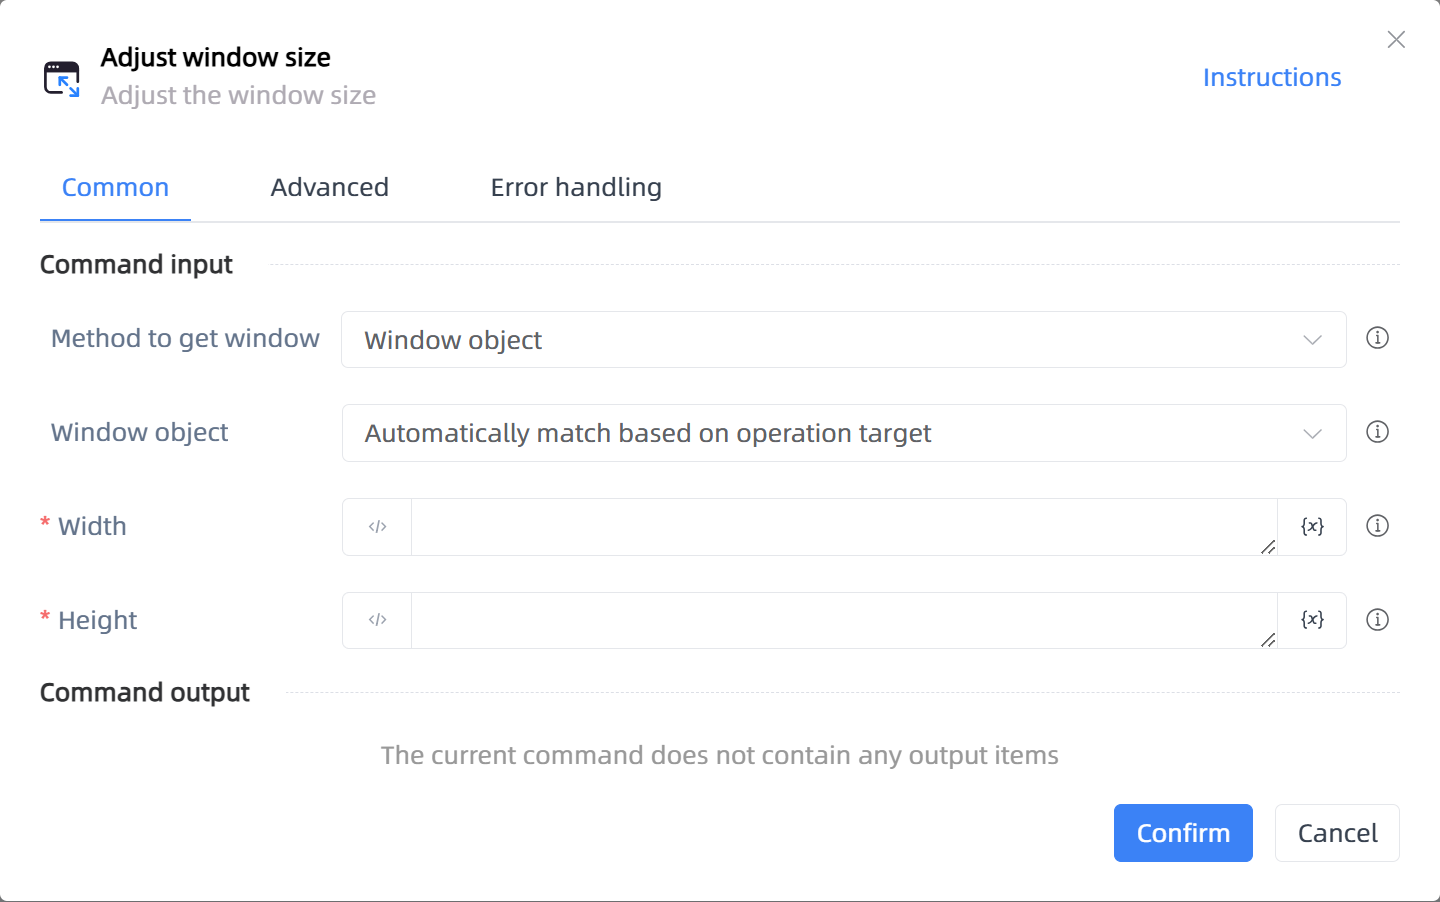 Adjust window size
Adjust the window size
Instructions
Common
Advanced
Error handling
Command input
Method to get window
Window object
Window object
Automatically match based on operation target
* Width
</>
{x}
* Height
</>
{x}
Command output
The current command does not contain any output items
Confirm
Cancel